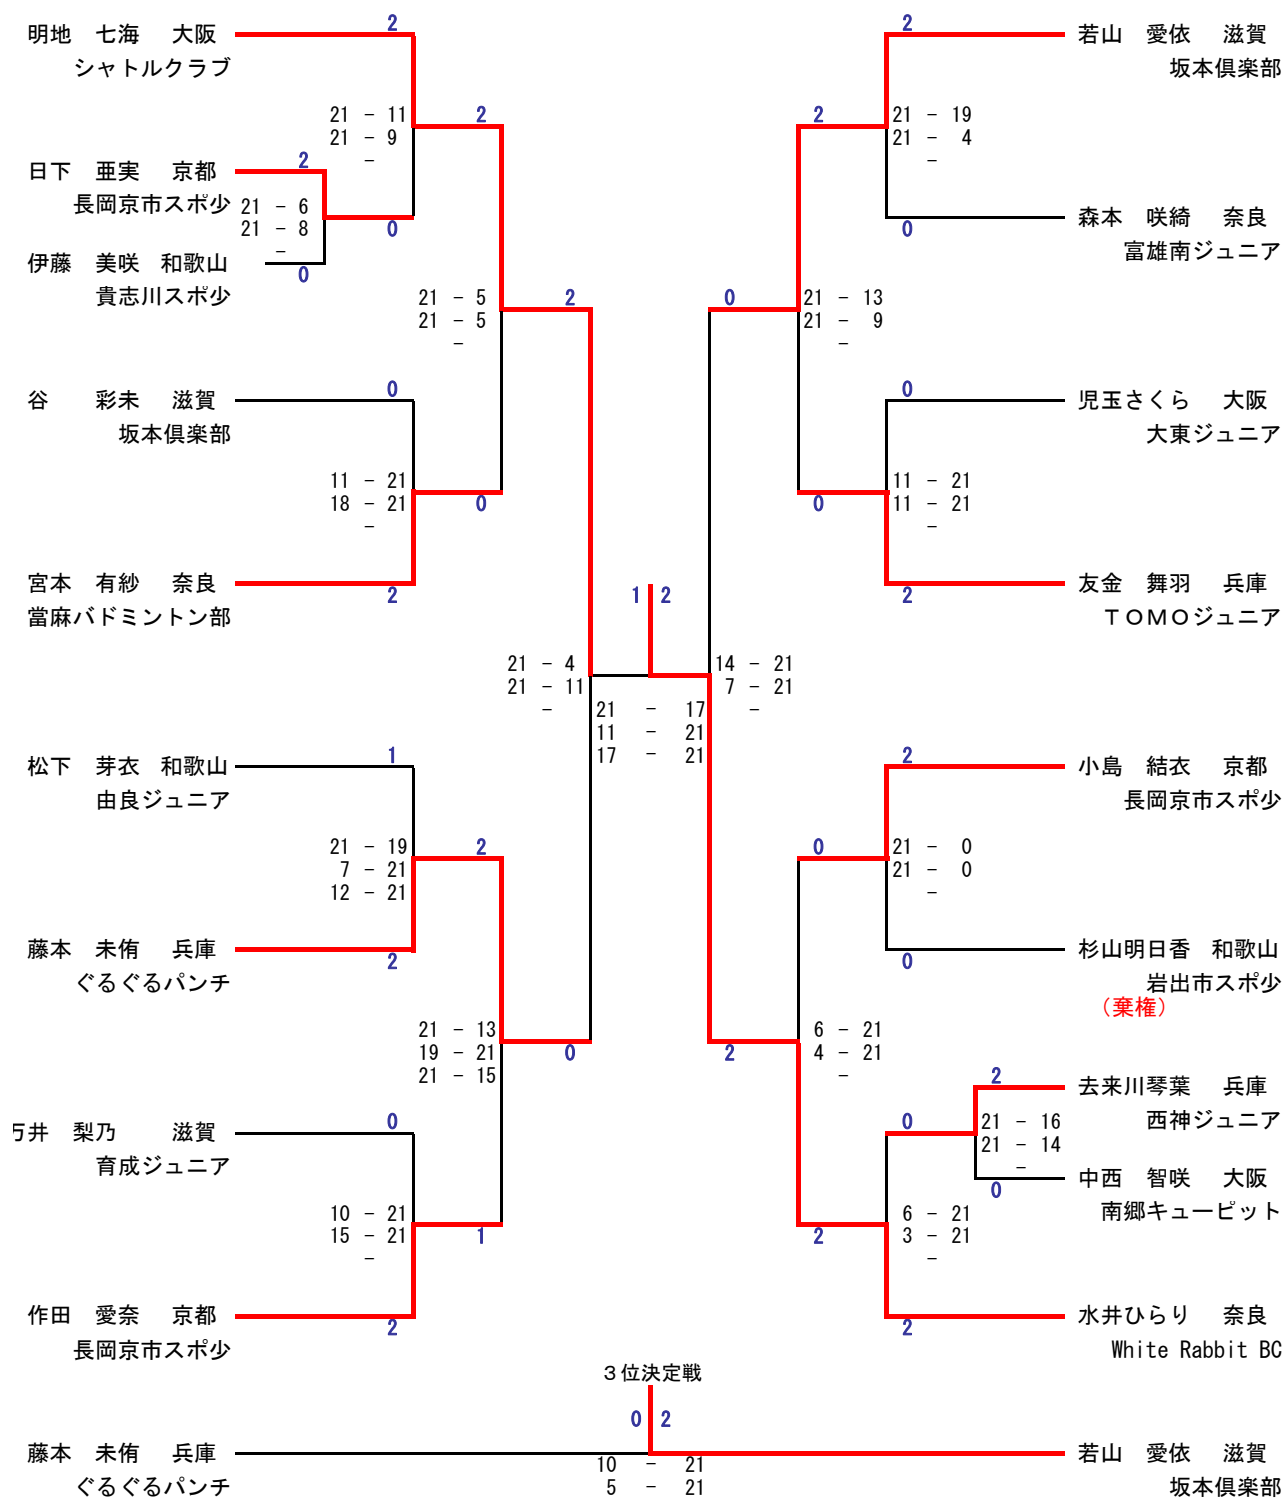 明地 七海 大阪
シャトルクラブ
2
21 - 11
21 - 9
-
2
日下 亜実 京都
長岡京市スポ少
2
21 - 6
21 - 8
-
0
伊藤 美咲 和歌山
貴志川スポ少
0
21 - 5
21 - 5
-
2
谷 彩未 滋賀
坂本倶楽部
0
11 - 21
18 - 21
-
0
宮本 有紗 奈良
當麻バドミントン部
2
21 - 4
21 - 11
-
松下 芽衣 和歌山
由良ジュニア
1
21 - 19
7 - 21
12 - 21
2
藤本 未侑 兵庫
ぐるぐるパンチ
2
21 - 13
19 - 21
21 - 15
0
井 梨乃 滋賀
育成ジュニア
0
10 - 21
15 - 21
-
1
作田 愛奈 京都
長岡京市スポ少
2
1 2
21 - 17
11 - 21
17 - 21
若山 愛依 滋賀
坂本倶楽部
2
21 - 19
21 - 4
-
2
森本 咲綺 奈良
富雄南ジュニア
0
21 - 13
21 - 9
-
0
児玉さくら 大阪
大東ジュニア
0
11 - 21
11 - 21
-
0
友金 舞羽 兵庫
TOMOジュニア
2
14 - 21
7 - 21
-
小島 結衣 京都
長岡京市スポ少
2
21 - 0
21 - 0
-
0
杉山明日香 和歌山
岩出市スポ少
(棄権)
0
6 - 21
4 - 21
-
2
去来川琴葉 兵庫
西神ジュニア
2
21 - 16
21 - 14
-
0
中西 智咲 大阪
南郷キューピット
0
6 - 21
3 - 21
-
2
水井ひらり 奈良
White Rabbit BC
2
3位決定戦
0 2
藤本 未侑 兵庫
ぐるぐるパンチ
10 - 21
5 - 21
若山 愛依 滋賀
坂本倶楽部